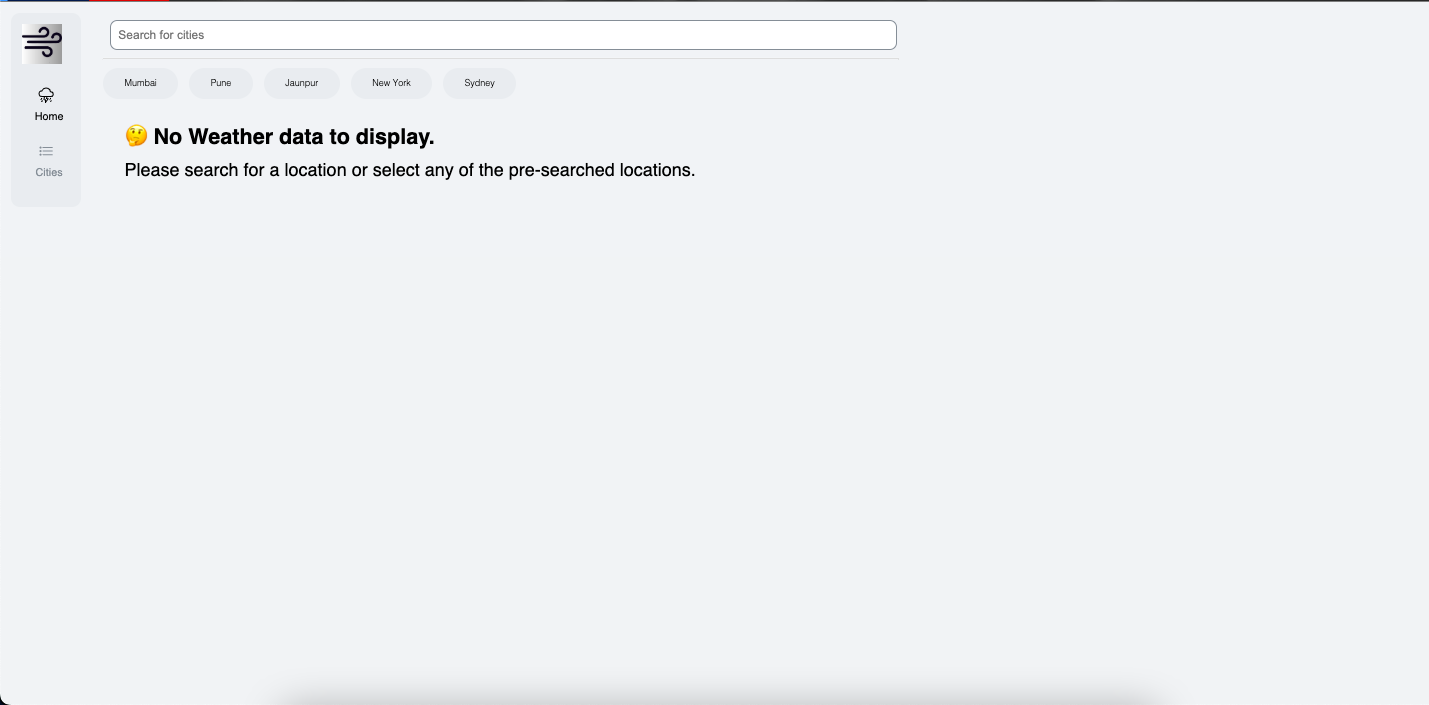 Search for cities
Home
Cities
Mumbai
Pune
Jaunpur
New York
Sydney
🤔 No Weather data to display.
Please search for a location or select any of the pre-searched locations.